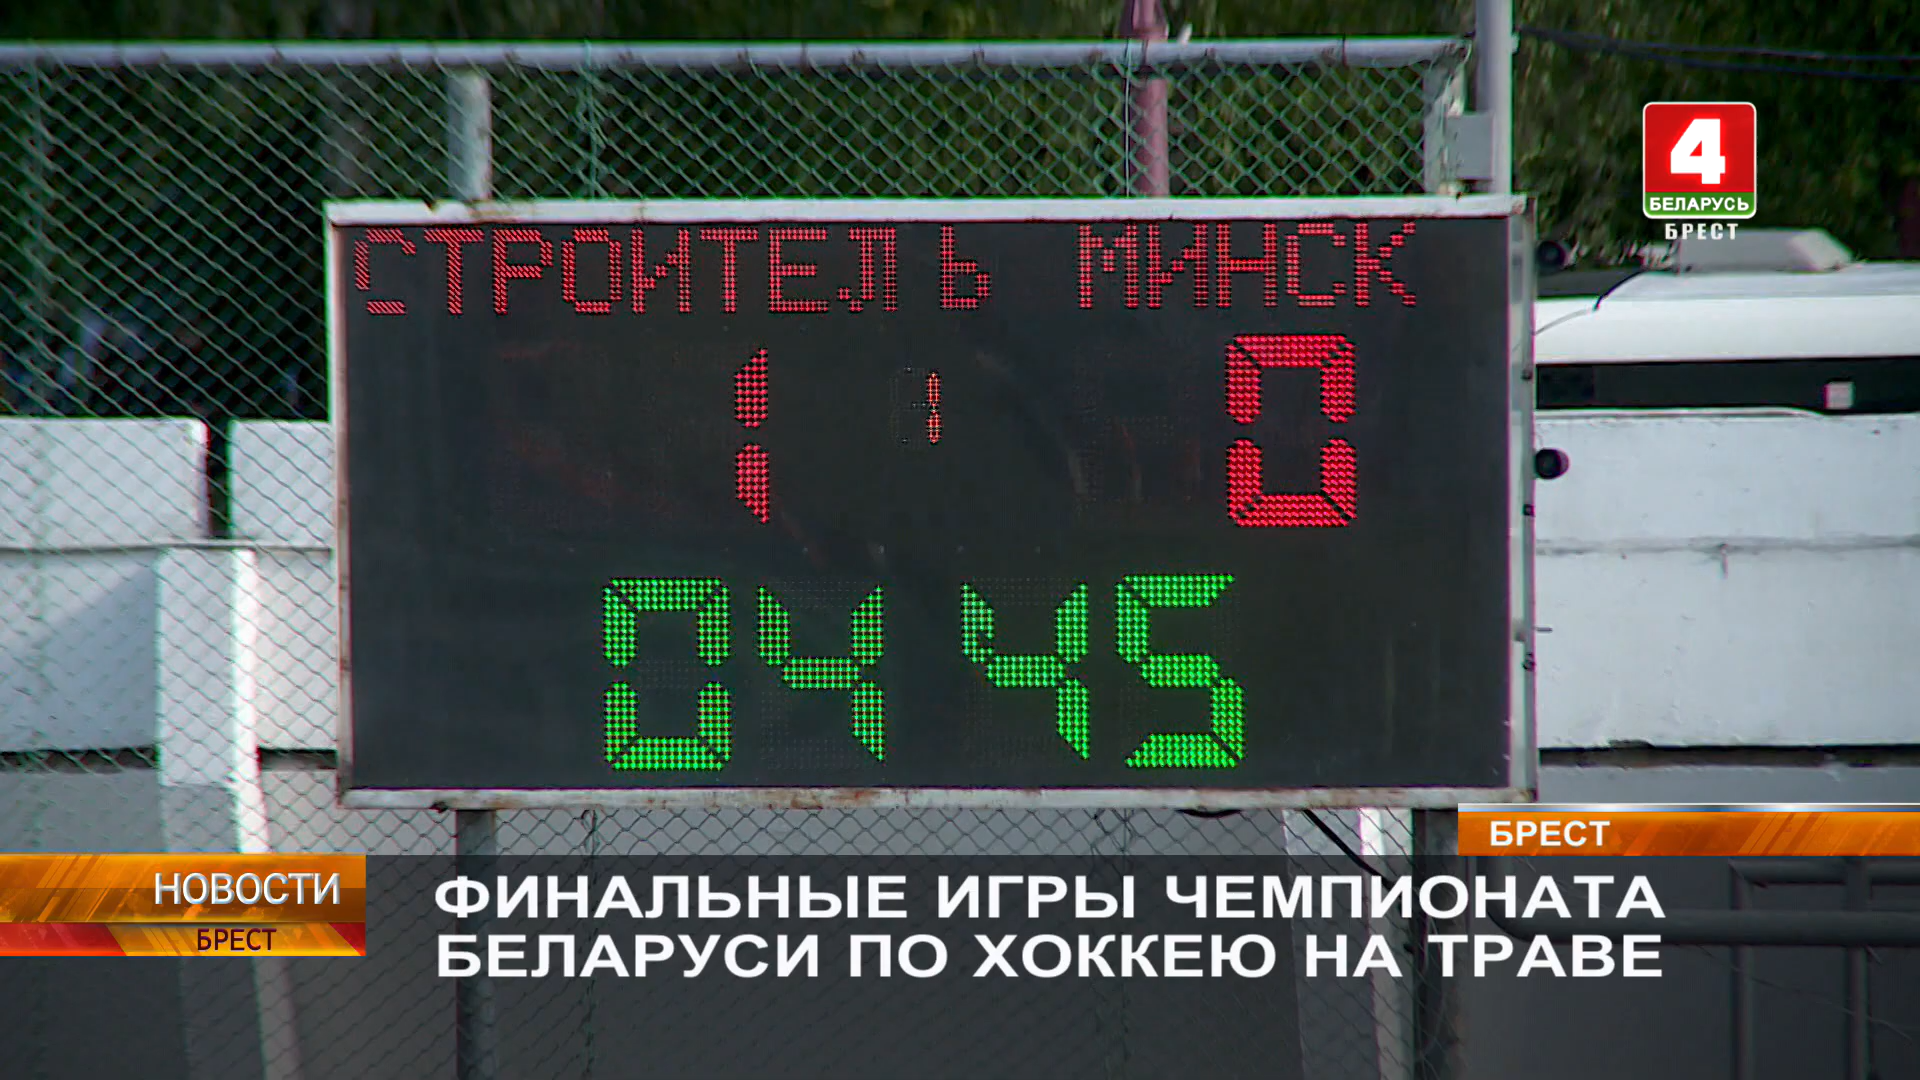 4
БЕЛАРУСЬ
БРЕСТ
СТРОИТЕЛЬ МИНСК
1 1 0
04 45
БРЕСТ
НОВОСТИ
БРЕСТ
ФИНАЛЬНЫЕ ИГРЫ ЧЕМПИОНАТА
БЕЛАРУСИ ПО ХОККЕЮ НА ТРАВЕ